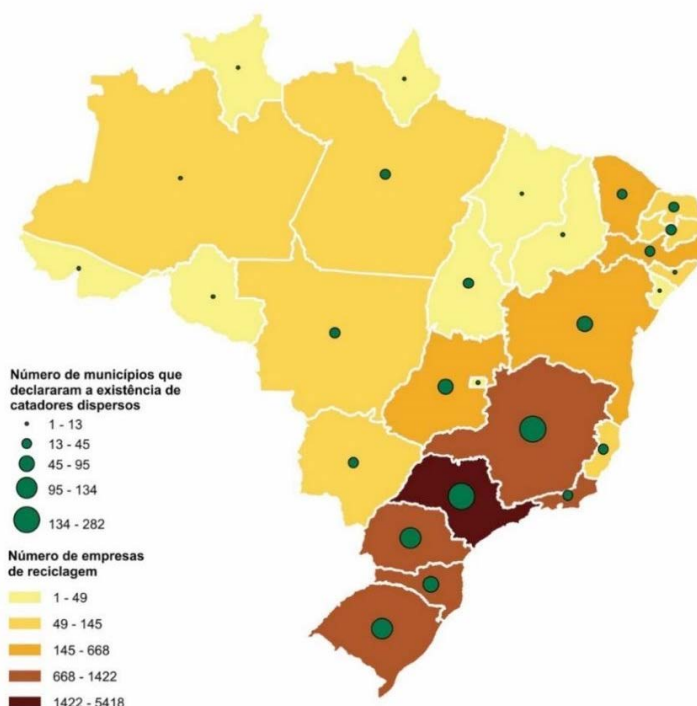 Número de municípios que
declararam a existência de
catadores dispersos
1 - 13
13 - 45
45 - 95
95 - 134
134 - 282
Número de empresas
de reciclagem
1 - 49
49 - 145
145 - 668
668 - 1422
1422 - 5418